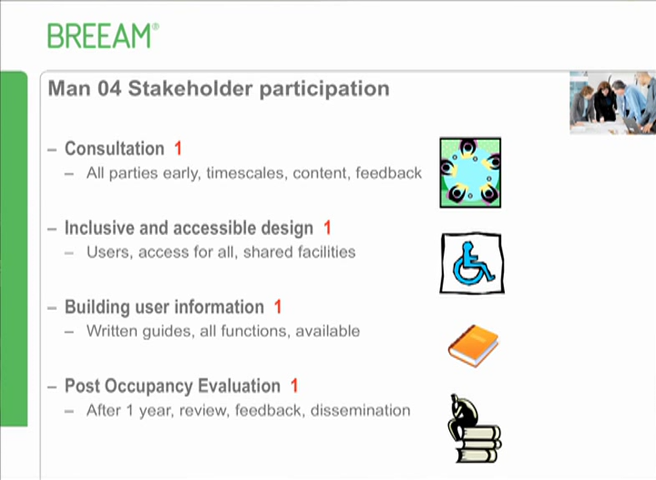 BREEAM®
Man 04 Stakeholder participation
– Consultation 1
– All parties early, timescales, content, feedback
– Inclusive and accessible design 1
– Users, access for all, shared facilities
– Building user information 1
– Written guides, all functions, available
– Post Occupancy Evaluation 1
– After 1 year, review, feedback, dissemination